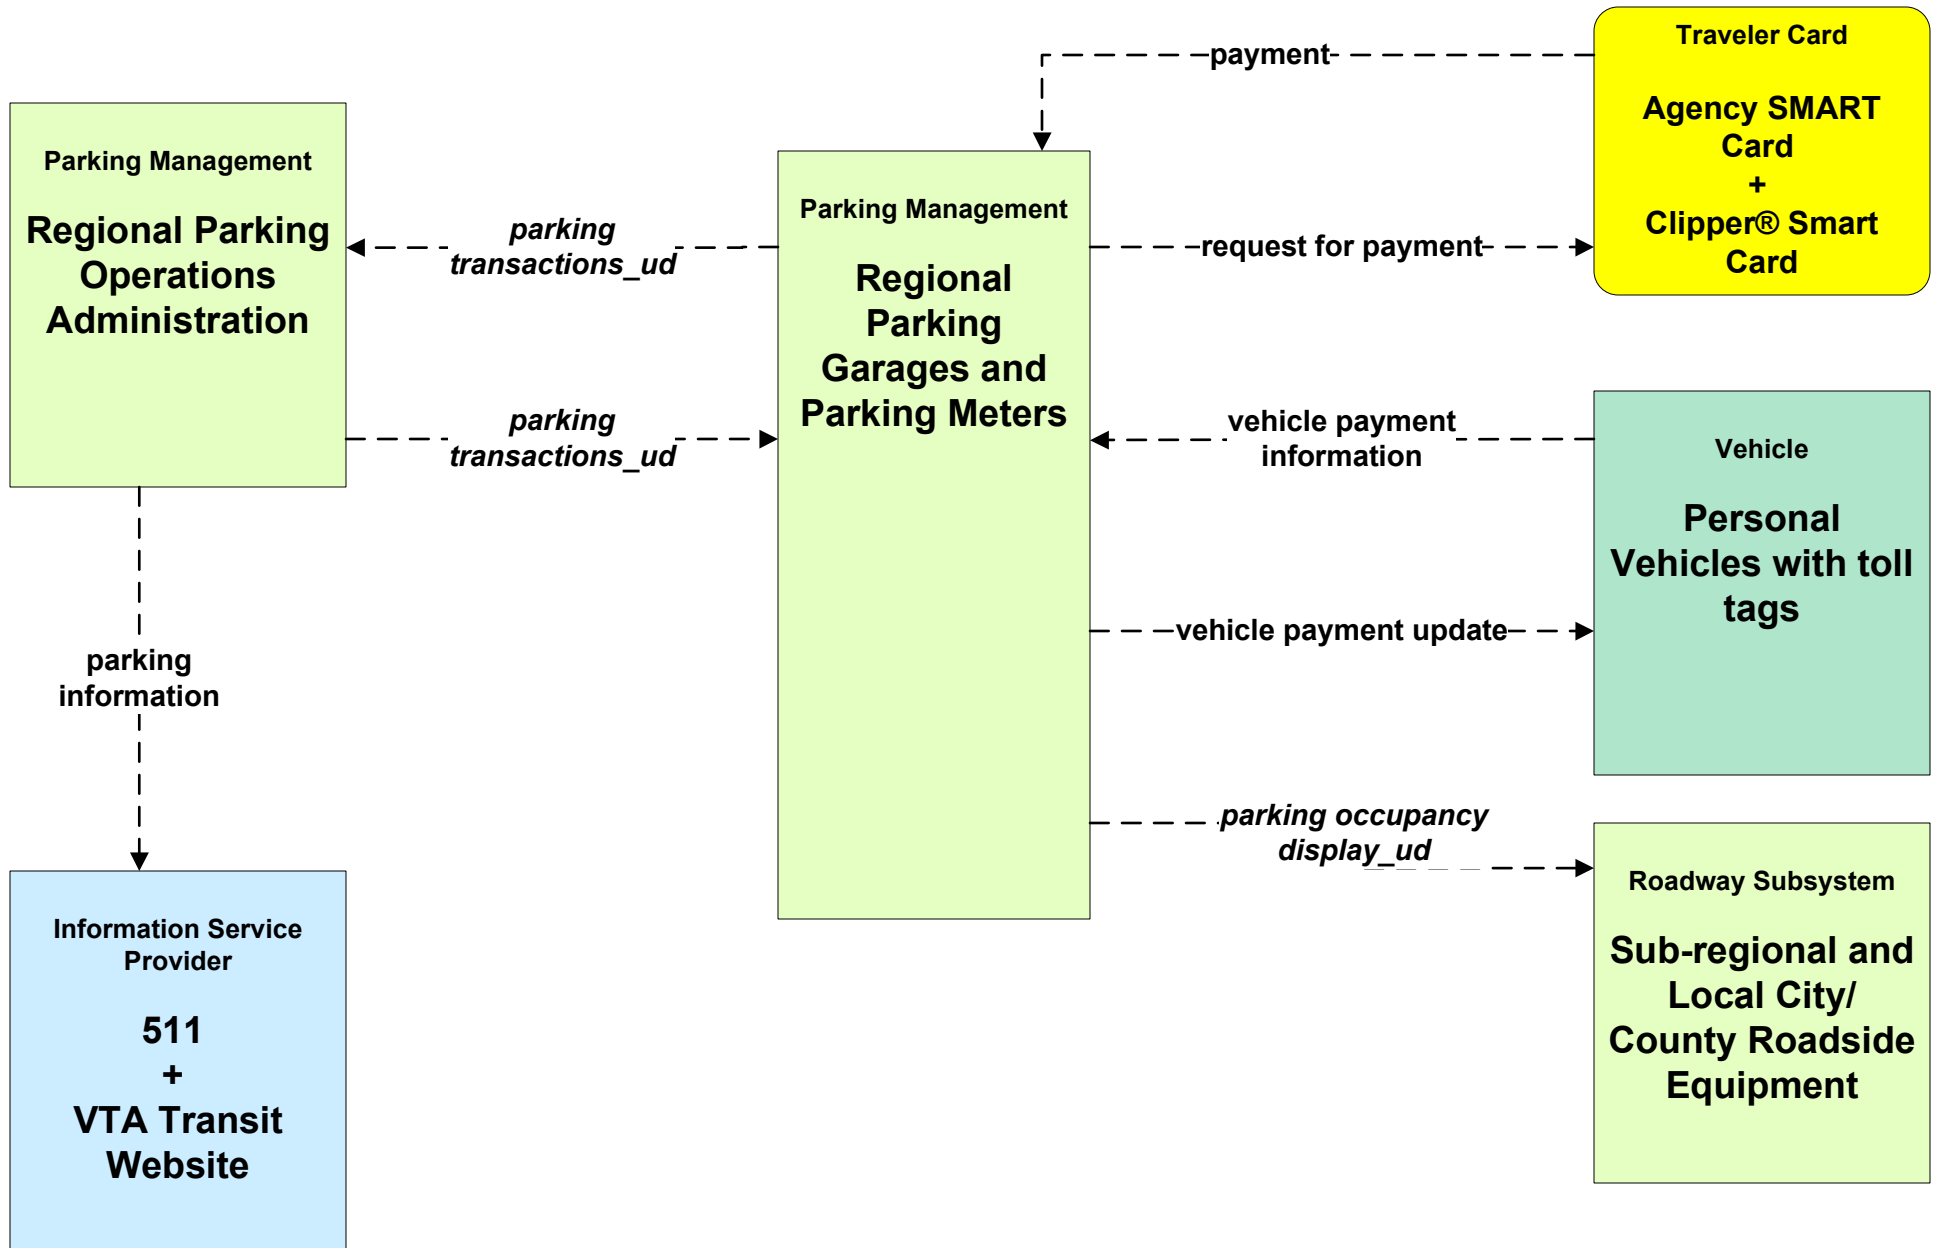 payment
Traveler Card
Agency SMART
Card
+
Clipper® Smart
Card
Parking Management
Regional Parking
Operations
Administration
parking
transactions_ud
parking
transactions_ud
Parking Management
Regional
Parking
Garages and
Parking Meters
request for payment
vehicle payment
information
vehicle payment update
Vehicle
Personal
Vehicles with toll
tags
parking
information
parking occupancy
display_ud
Roadway Subsystem
Sub-regional and
Local City/
County Roadside
Equipment
Information Service
Provider
511
+
VTA Transit
Website